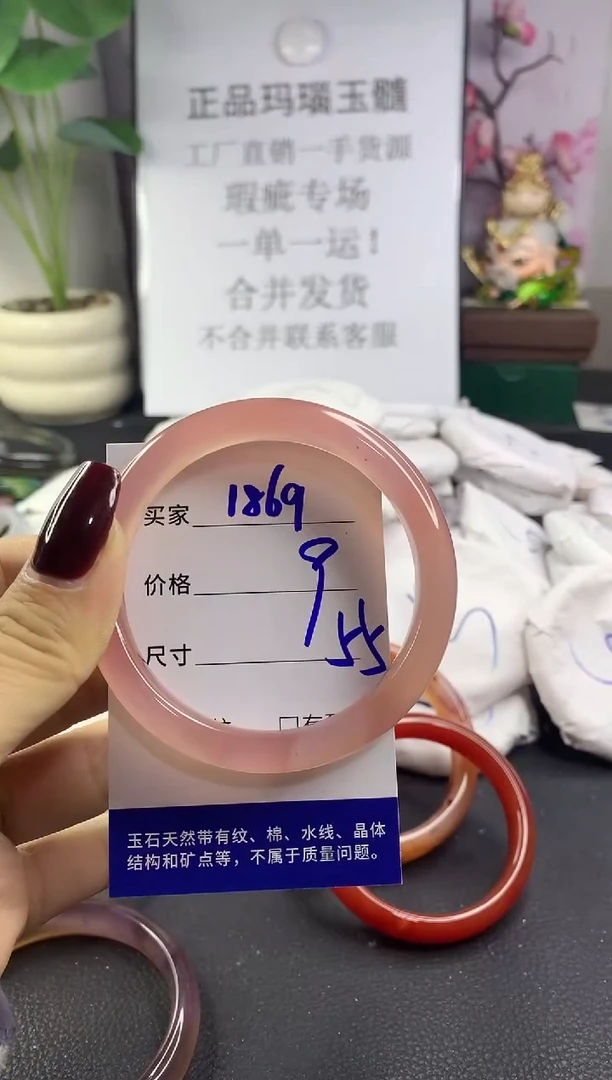 正品玛瑙玉髓
工厂直销一手货源
瑕疵专场
一单一运！
合并发货
不合并联系客服
买家 1869
价格 9
尺寸 55
玉石天然带有纹、棉、水线、晶体
结构和矿点等，不属于质量问题。